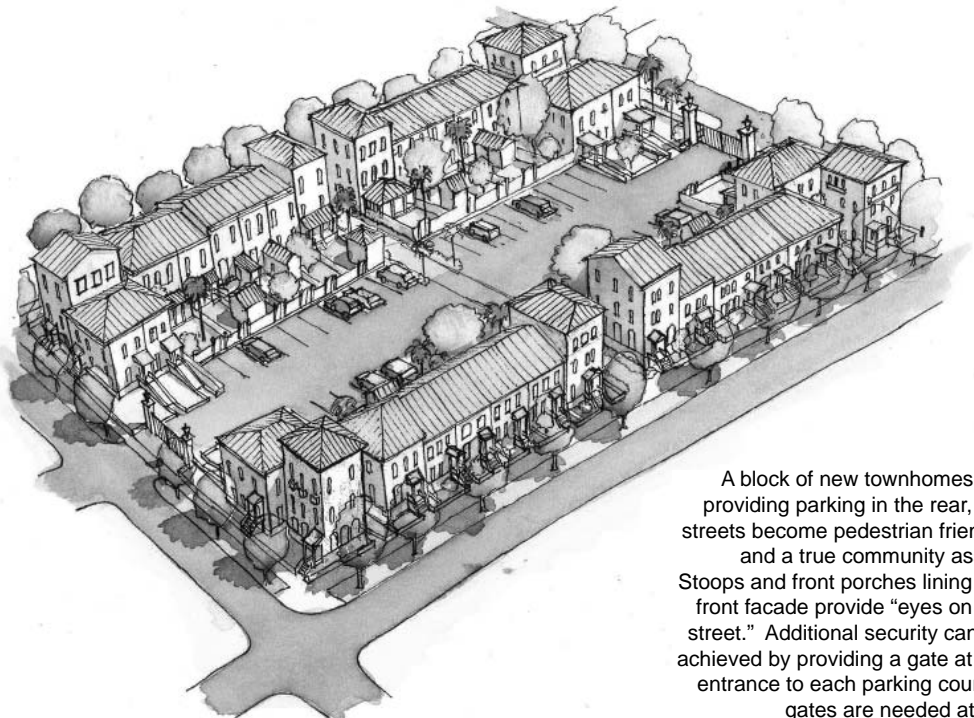 A block of new townhomes
providing parking in the rear,
streets become pedestrian
and a true community as
Stoops and front porches lining
front facade provide “eyes on
street.” Additional security can
achieved by providing a gate at
entrance to each parking
gates are needed at